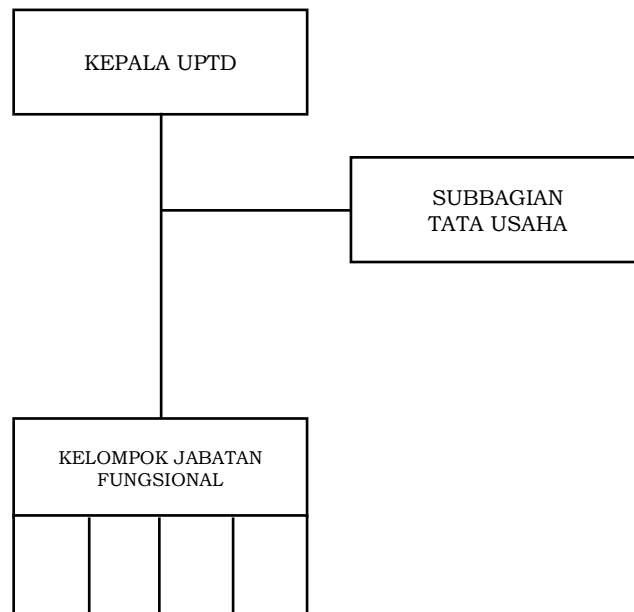 KEPALA UPTD
SUBBAGIAN
TATA USAHA
KELOMPOK JABATAN
FUNGSIONAL